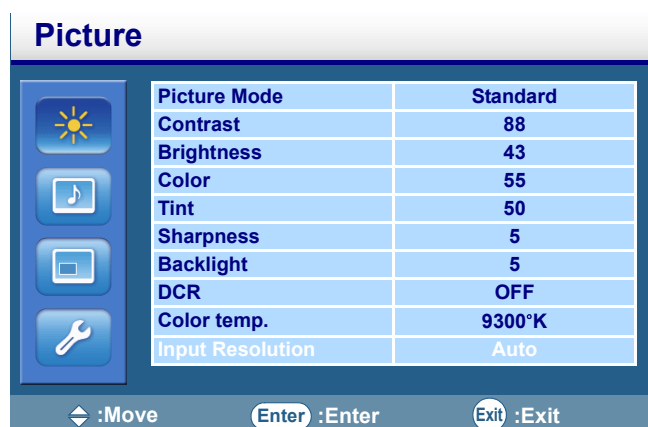 Picture
Picture Mode Standard
Contrast 88
Brightness 43
Color 55
Tint 50
Sharpness 5
Backlight 5
DCR OFF
Color temp. 9300°K
Input Resolution Auto
:Move Enter :Enter Exit :Exit